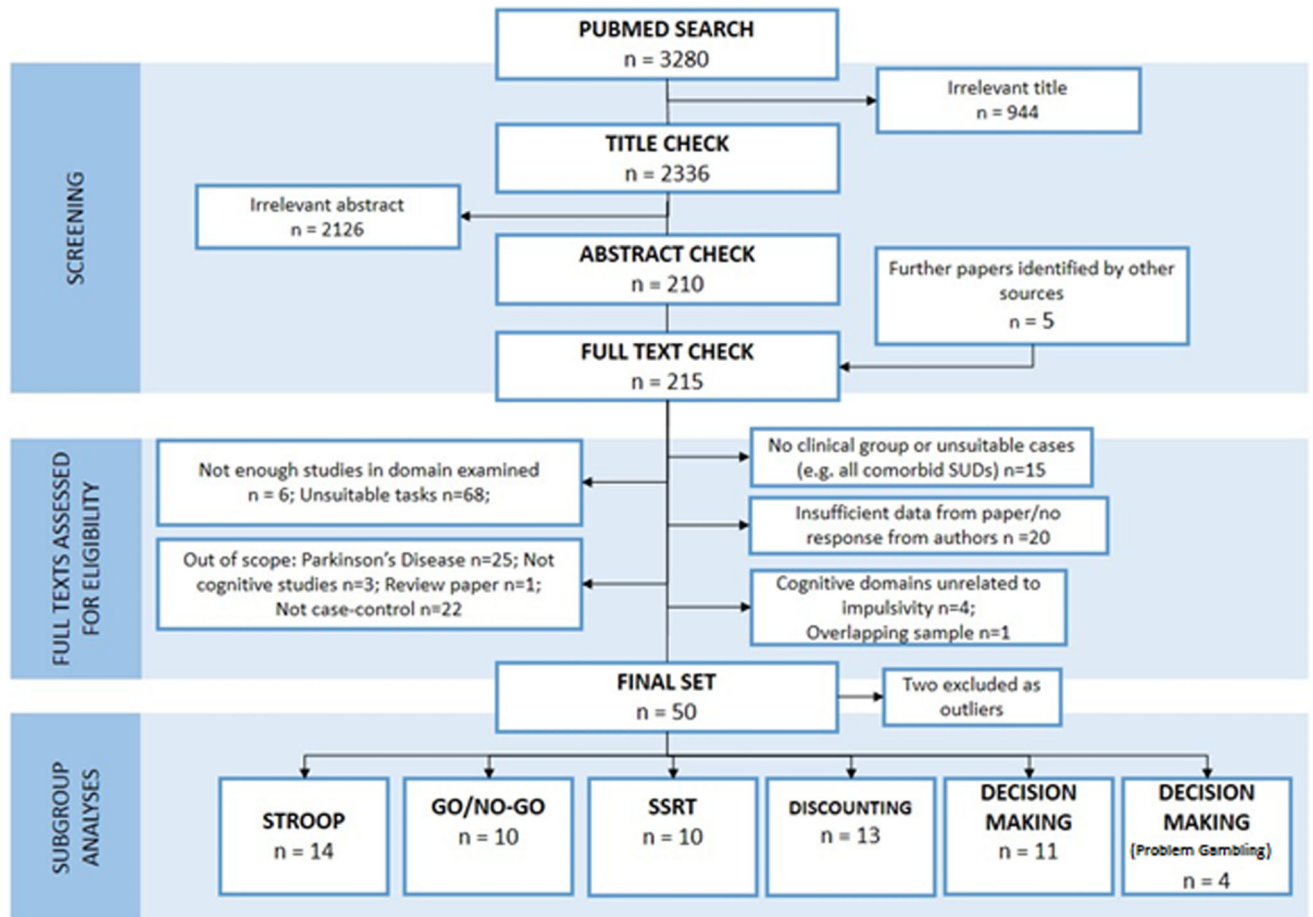 PUBMED SEARCH
n = 3280
Irrelevant title
n = 944
TITLE CHECK
n = 2336
Irrelevant abstract
n = 2126
ABSTRACT CHECK
n = 210
Further papers identified by other
sources
n = 5
FULL TEXT CHECK
n = 215
SCREENING
No clinical group or unsuitable cases
(e.g. all comorbid SUDs) n=15
Not enough studies in domain examined
n = 6; Unsuitable tasks n=68;
Insufficient data from paper/no
response from authors n =20
Out of scope: Parkinson's Disease n=25; Not
cognitive studies n=3; Review paper n=1;
Not case-control n=22
Cognitive domains unrelated to
impulsivity n=4;
Overlapping sample n=1
FULL TEXTS ASSESSED
FOR ELIGIBILITY
FINAL SET
n = 50
Two excluded as
outliers
SUBGROUP
ANALYSES
STROOP
n = 14
GO/NO-GO
n = 10
SSRT
n = 10
DISCOUNTING
n = 13
DECISION
MAKING
n = 11
DECISION
MAKING
(Problem Gambling)
n = 4